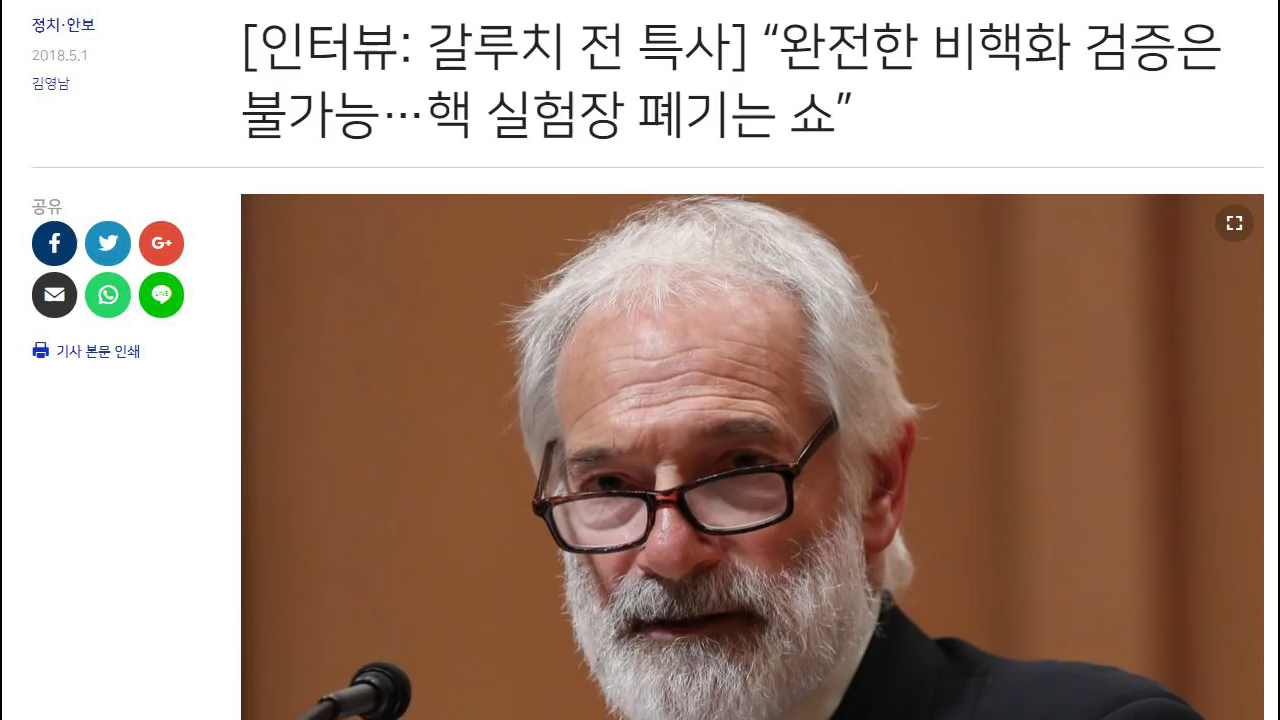 정치·안보
2018.5.1
김영남
[인터뷰: 갈루치 전 특사] “완전한 비핵화 검증은
불가능…핵 실험장 폐기는 쇼”
공유
f
G+
LINE
기사 본문 인쇄